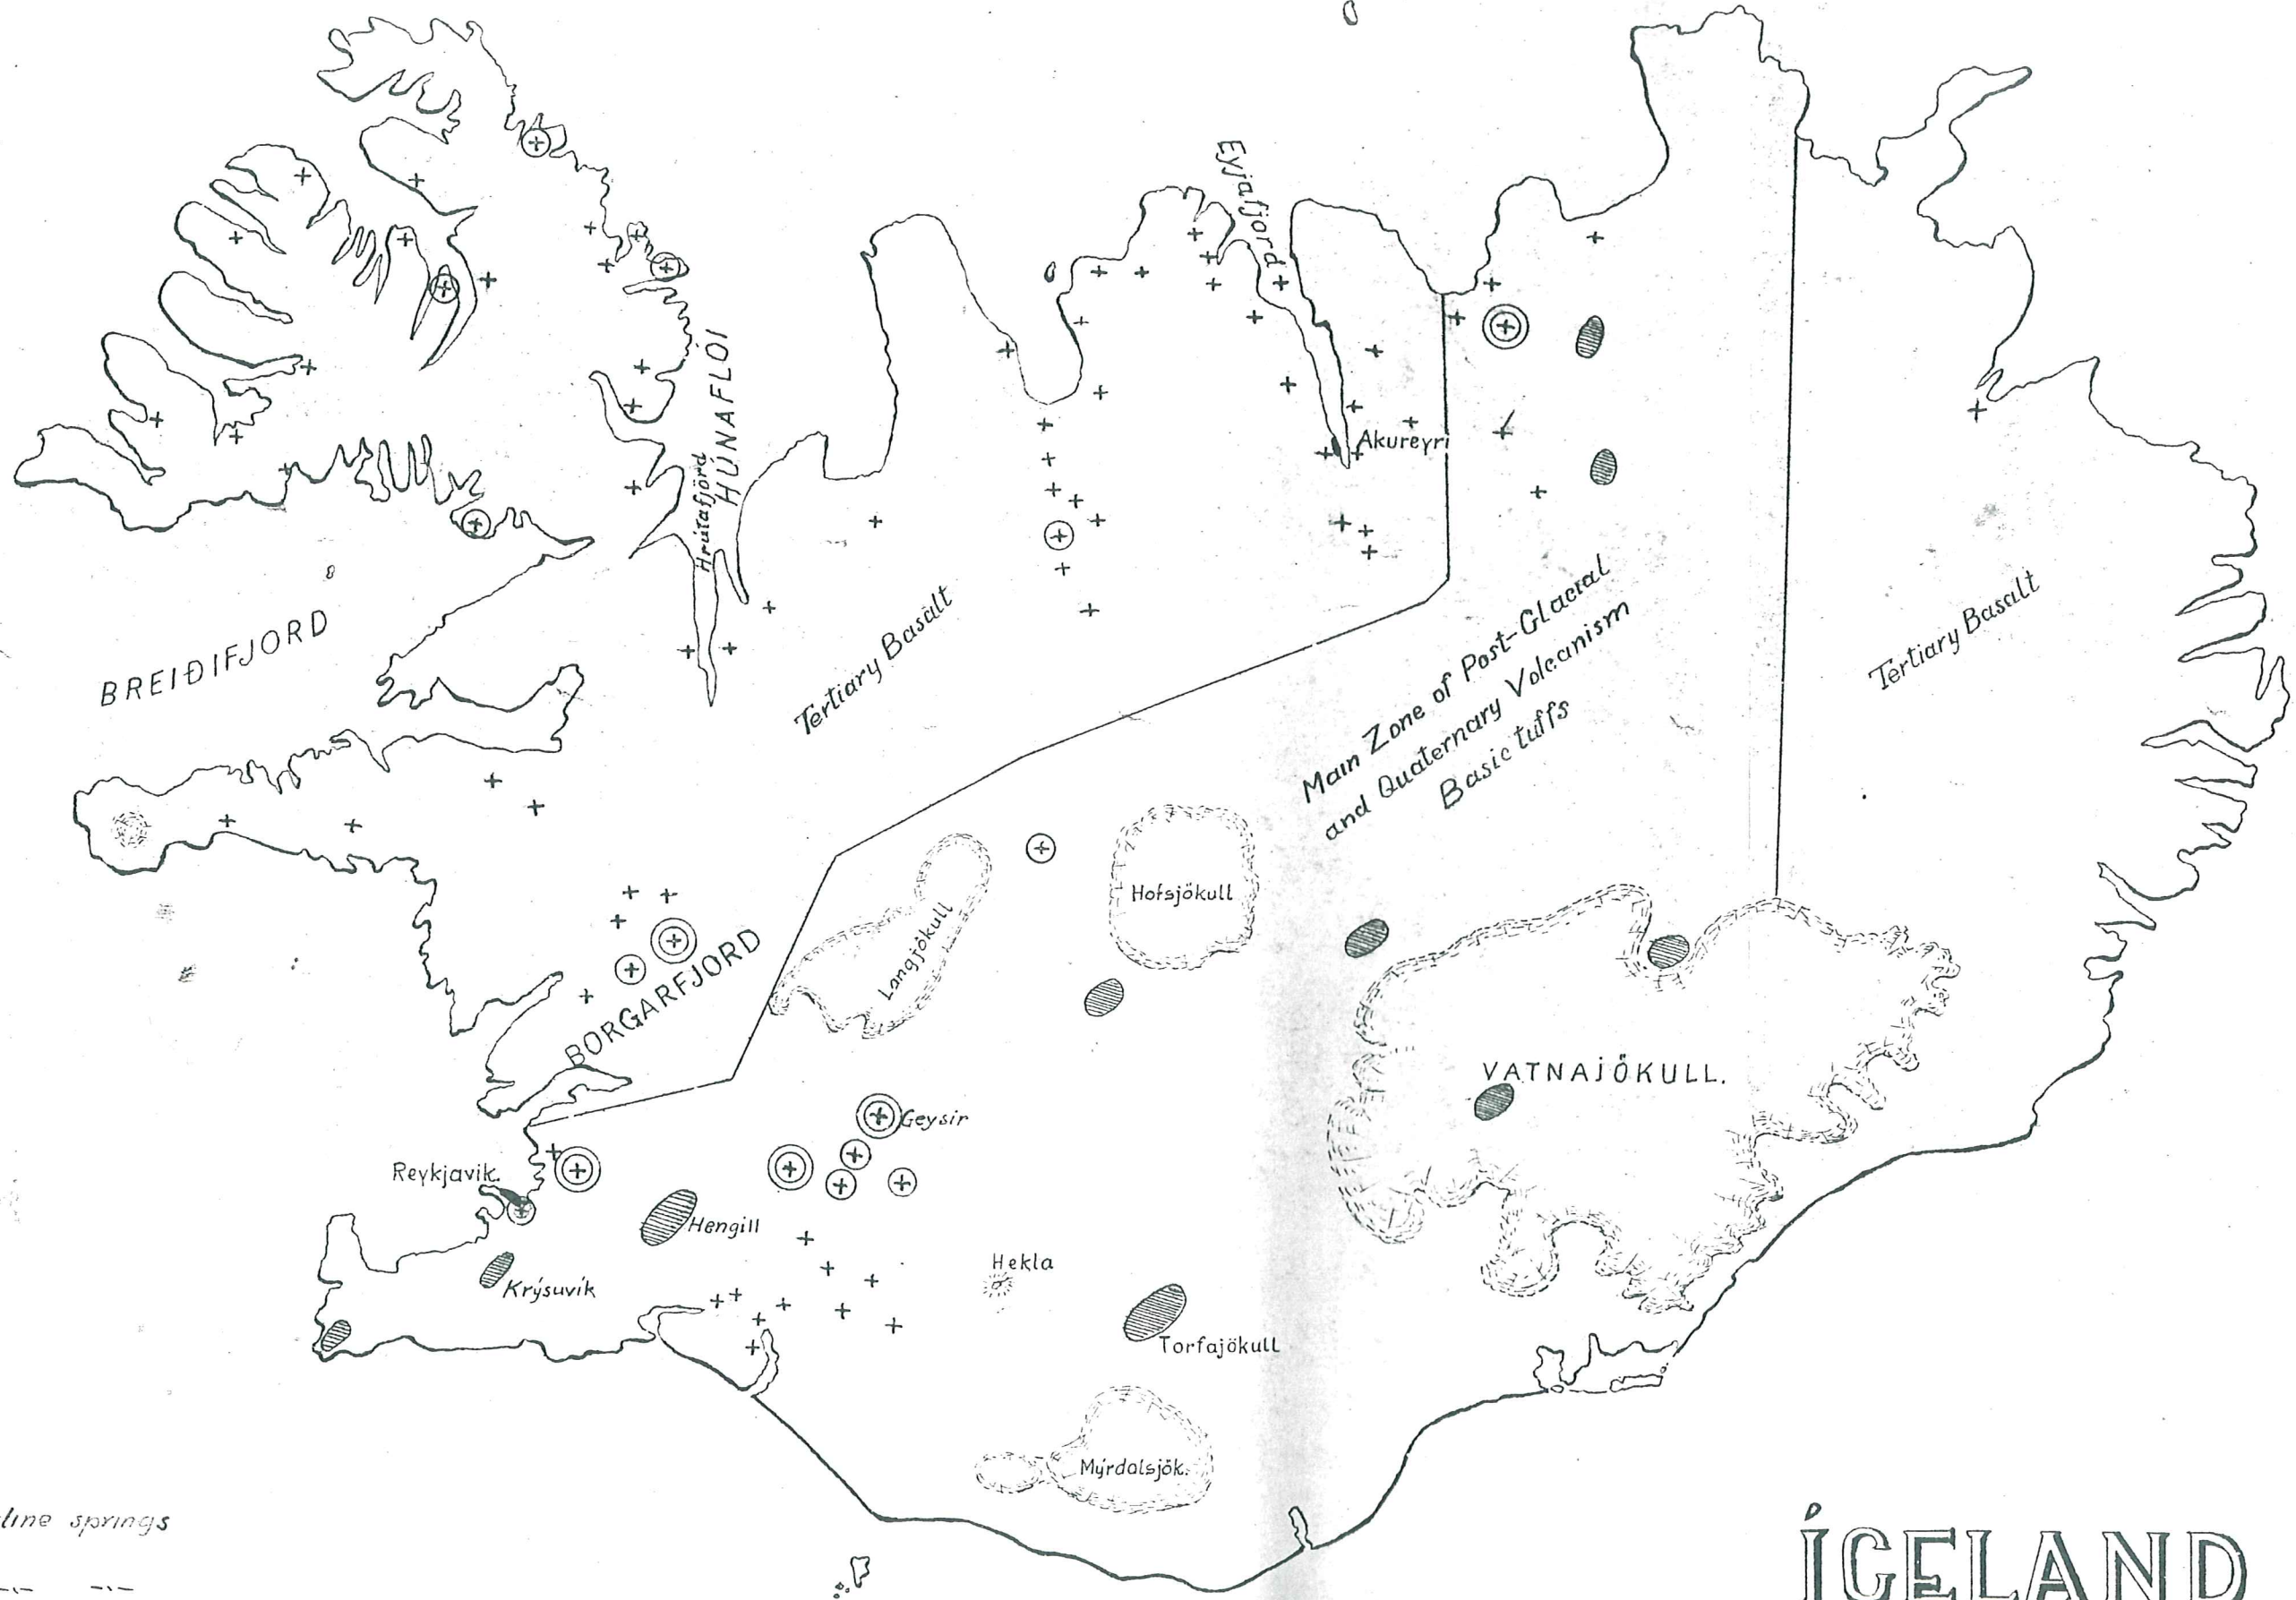 Eyjafjord
HÚNAFLÓI
Hrútafjörd
Akureyri
BREIÐIFJORD
Tertiary Basalt
Main Zone of Post-Glacial
and Quaternary Volcanism
Basic tuffs
Tertiary Basalt
Hofsjökull
Langjökull
BORGARFJORD
VATNAJÖKULL.
Geysir
Reykjavik.
Hengill
Krýsuvik
Hekla
Torfajökull
Mýrdalsjök.
line springs
ÍCELAND